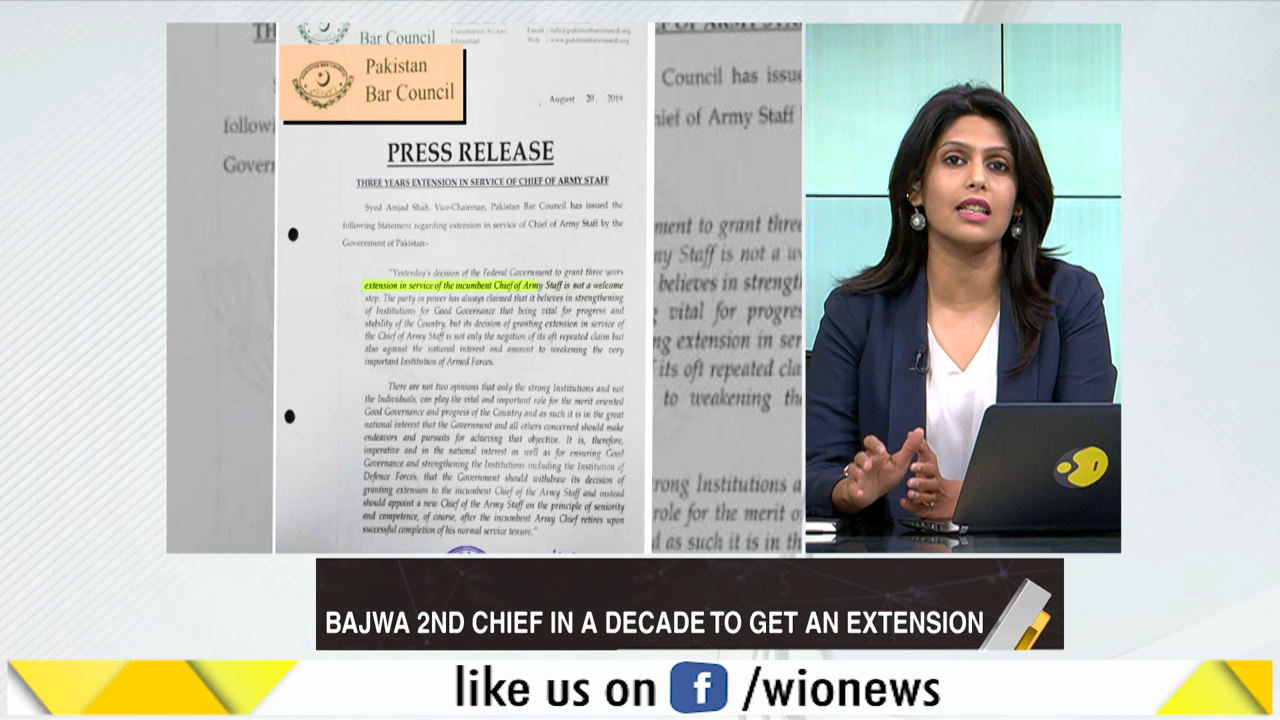 Bar Council
Pakistan
Bar Council
August 20, 2019
PRESS RELEASE
THREE YEARS EXTENSION IN SERVICE OF CHIEF OF ARMY STAFF
Syed Amjad Shah, Vice-Chairman, Pakistan Bar Council has issued the
following Statement regarding extension in service of Chief of Army Staff by the
Government of Pakistan:-
"Yesterday's decision of the Federal Government to grant three years
extension in service of the incumbent Chief of Army Staff is not a welcome
step. The party in power has always claimed that it believes in strengthening
of Institutions for Good Governance that being vital for progress and
stability of the Country, but its decision of granting extension in service of
the Chief of Army Staff is not only the negation of its oft repeated claim but
also against the national interest and amount to weakening the very
important Institution of Armed Forces.
There are not two opinions that only the strong Institutions and not
the Individuals, can play the vital and important role for the merit oriented
Good Governance and progress of the Country and as such it is in the great
national interest that the Government and all others concerned should make
endeavors and pursuits for achieving that objective. It is, therefore,
imperative and in the national interest as well as for ensuring Good
Governance and strengthening the Institutions including the Institution of
Defence Forces, that the Government should withdraw its decision of
granting extension to the incumbent Chief of the Army Staff and instead
should appoint a new Chief of the Army Staff on the principle of seniority
and competence, of course, after the incumbent Army Chief retires upon
successful completion of his normal service tenure."
Council has issue
hief of Army Staff
ment to grant three
my Staff is not a
believes in strengt
vital for progres
ng extension in ser
its oft repeated cla
to weakening th
rong Institutions a
role for the merit o
d as such it is in th
BAJWA 2ND CHIEF IN A DECADE TO GET AN EXTENSION
like us on f /wionews